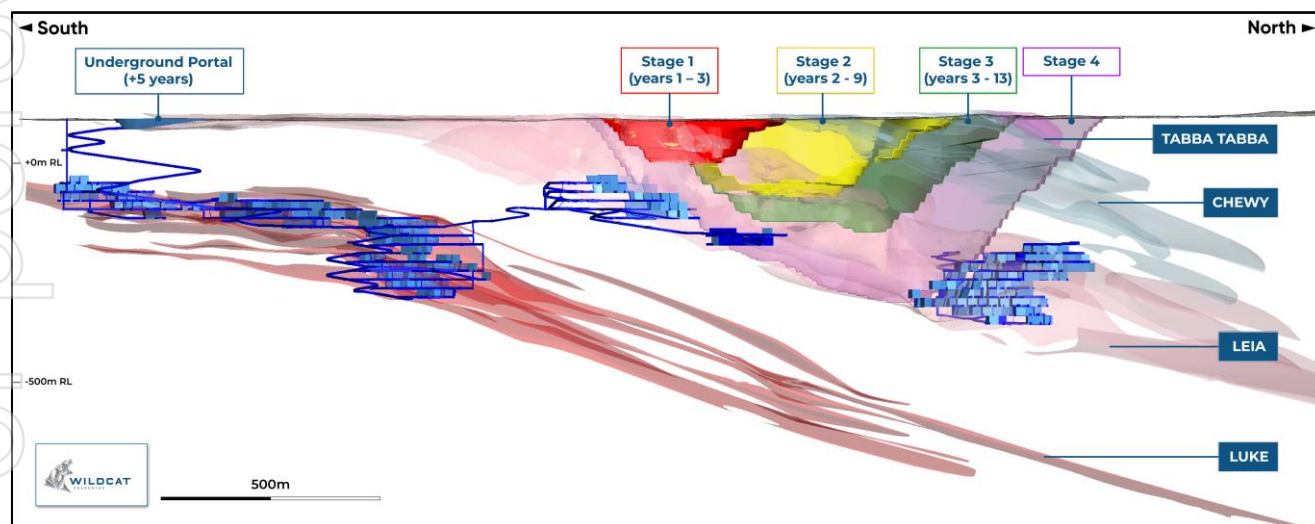 South
North
Underground Portal
(+5 years)
Stage 1
(years 1 – 3)
Stage 2
(years 2 - 9)
Stage 3
(years 3 - 13)
Stage 4
TABBA TABBA
+0m RL
CHEWY
LEIA
-500m RL
LUKE
WILDCAT
500m